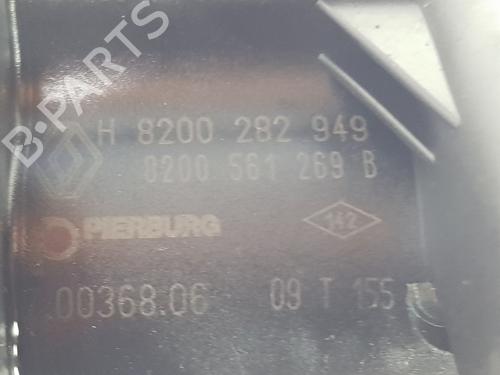 B-PARTS
H 8200 282 949
8200 561 269 B
PIERBURG
142
.00368.06 09 T 155